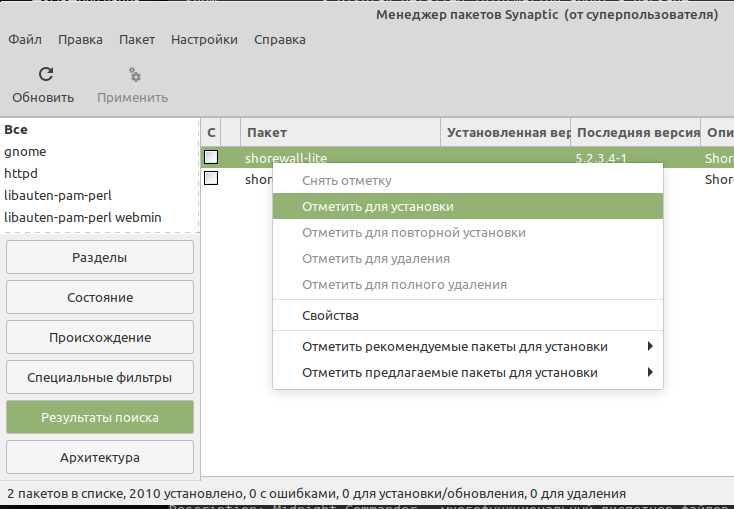 Менеджер пакетов Synaptic (от суперпользователя)
Файл Правка Пакет Настройки Справка
Обновить Применить
С Пакет Установленная вер Последняя версия Опи
Все
gnome
httpd
libauten-pam-perl
libauten-pam-perl webmin
shorewall-lite 5.2.3.4-1 Shor
shor Shor
Снять отметку
Отметить для установки
Отметить для повторной установки
Отметить для удаления
Отметить для полного удаления
Свойства
Отметить рекомендуемые пакеты для установки
Отметить предлагаемые пакеты для установки
Разделы
Состояние
Происхождение
Специальные фильтры
Результаты поиска
Архитектура
2 пакетов в списке, 2010 установлено, 0 с ошибками, 0 для установки/обновления, 0 для удаления